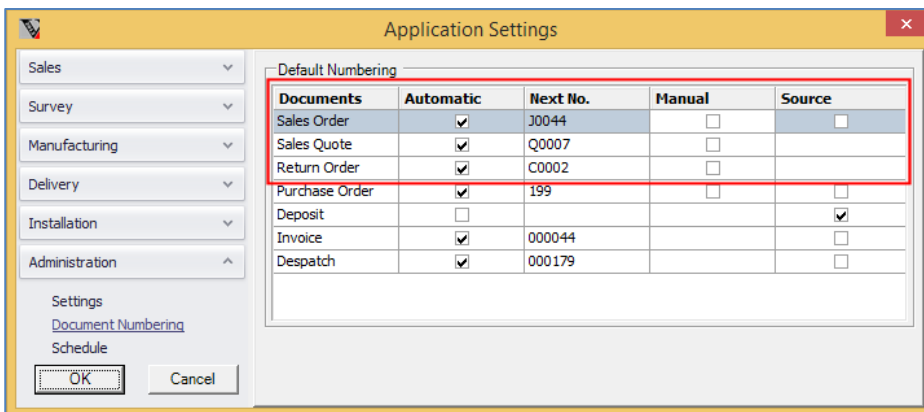 Application Settings
Sales
Survey
Manufacturing
Delivery
Installation
Administration
Settings
Document Numbering
Schedule
OK Cancel
Default Numbering
Documents Automatic Next No. Manual Source
Sales Order J0044
Sales Quote Q0007
Return Order C0002
Purchase Order 199
Deposit
Invoice 000044
Despatch 000179